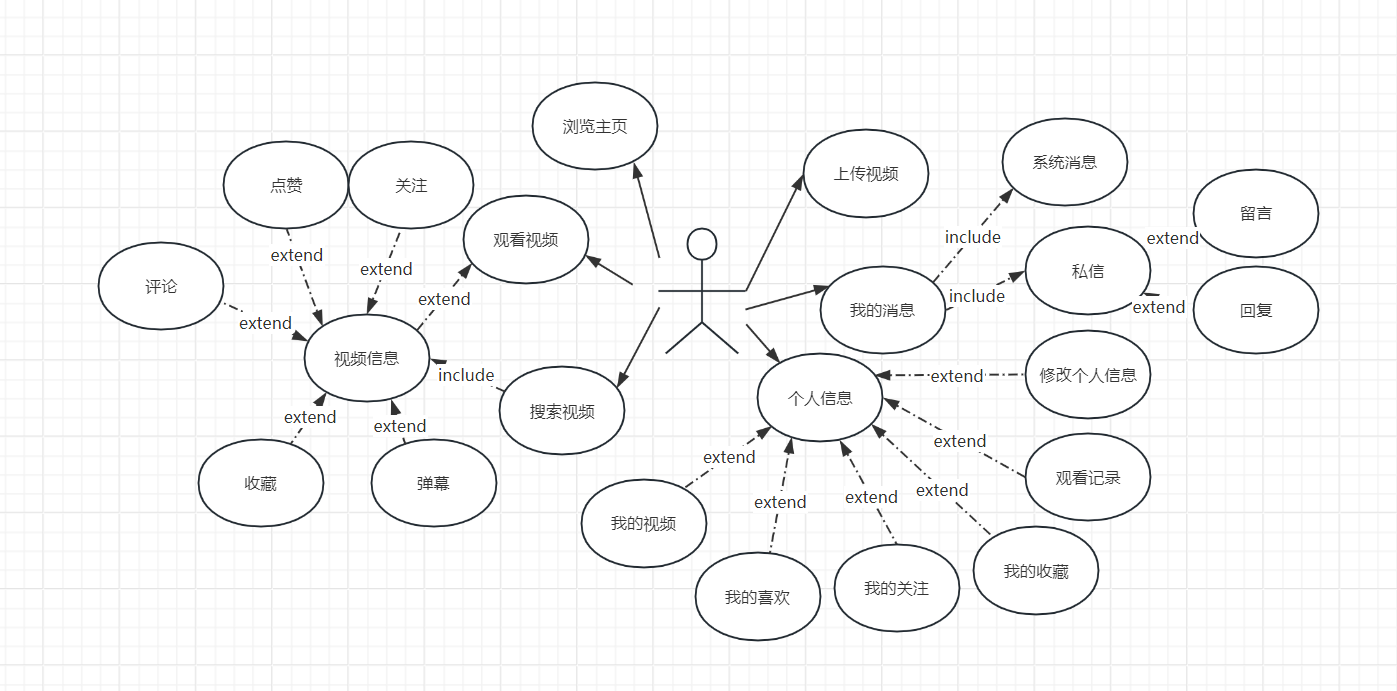 浏览主页
上传视频
系统消息
点赞
关注
留言
观看视频
extend
include
extend
extend
私信
评论
extend
include
extend
我的消息
回复
extend
视频信息
include
搜索视频
个人信息
extend
修改个人信息
extend
extend
extend
收藏
弹幕
extend
观看记录
extend
extend
extend
我的视频
我的喜欢
我的关注
我的收藏